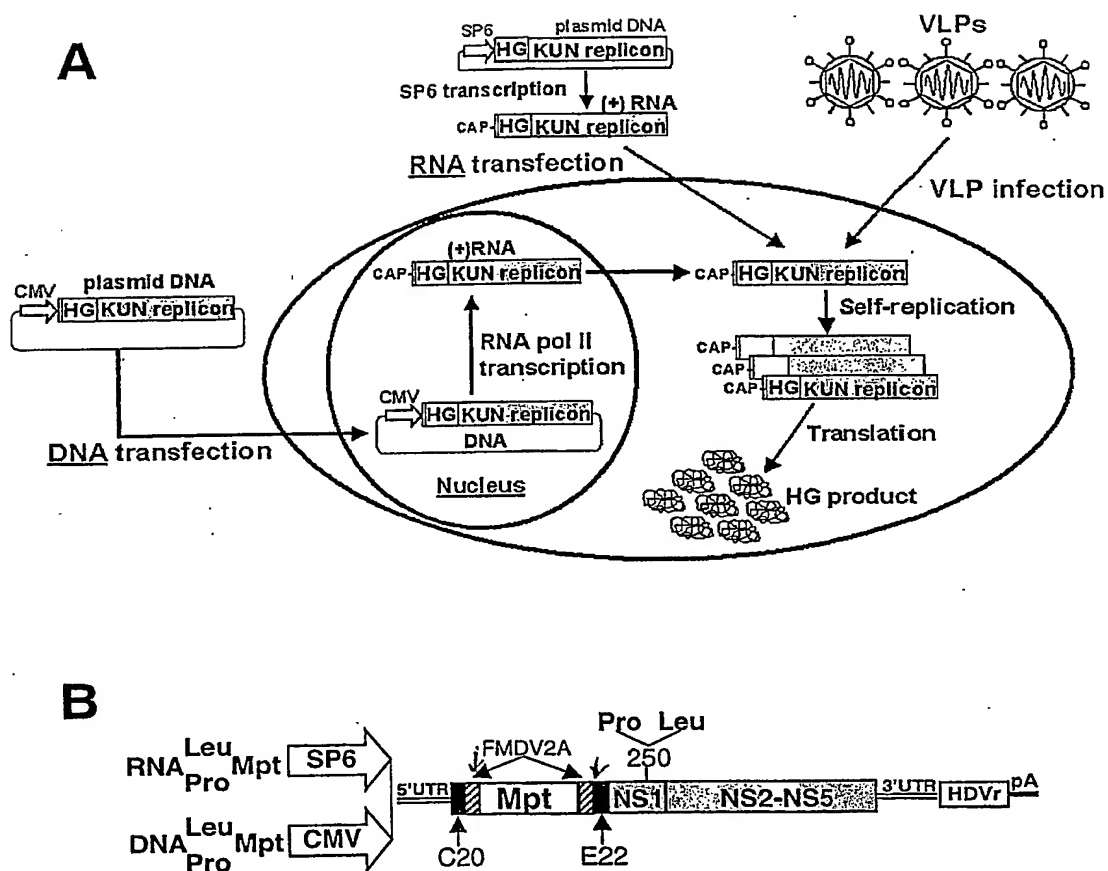 A
SP6
plasmid DNA
HG KUN replicon
SP6 transcription
(+) RNA
CAP- HG KUN replicon
RNA transfection
VLPs
VLP infection
plasmid DNA
CMV
HG KUN replicon
DNA transfection
(+)RNA
CAP- HG KUN replicon
RNA pol II
transcription
CMV
HG KUN replicon
DNA
Nucleus
CAP- HG KUN replicon
Self-replication
CAP-
CAP-
CAP- HG KUN replicon
Translation
HG product
B
RNA Leu Pro Mpt SP6
DNA Leu Pro Mpt CMV
FMDV2A
Pro Leu
250
5'UTR Mpt NS1 NS2-NS5 3'UTR HDVr pA
C20
E22